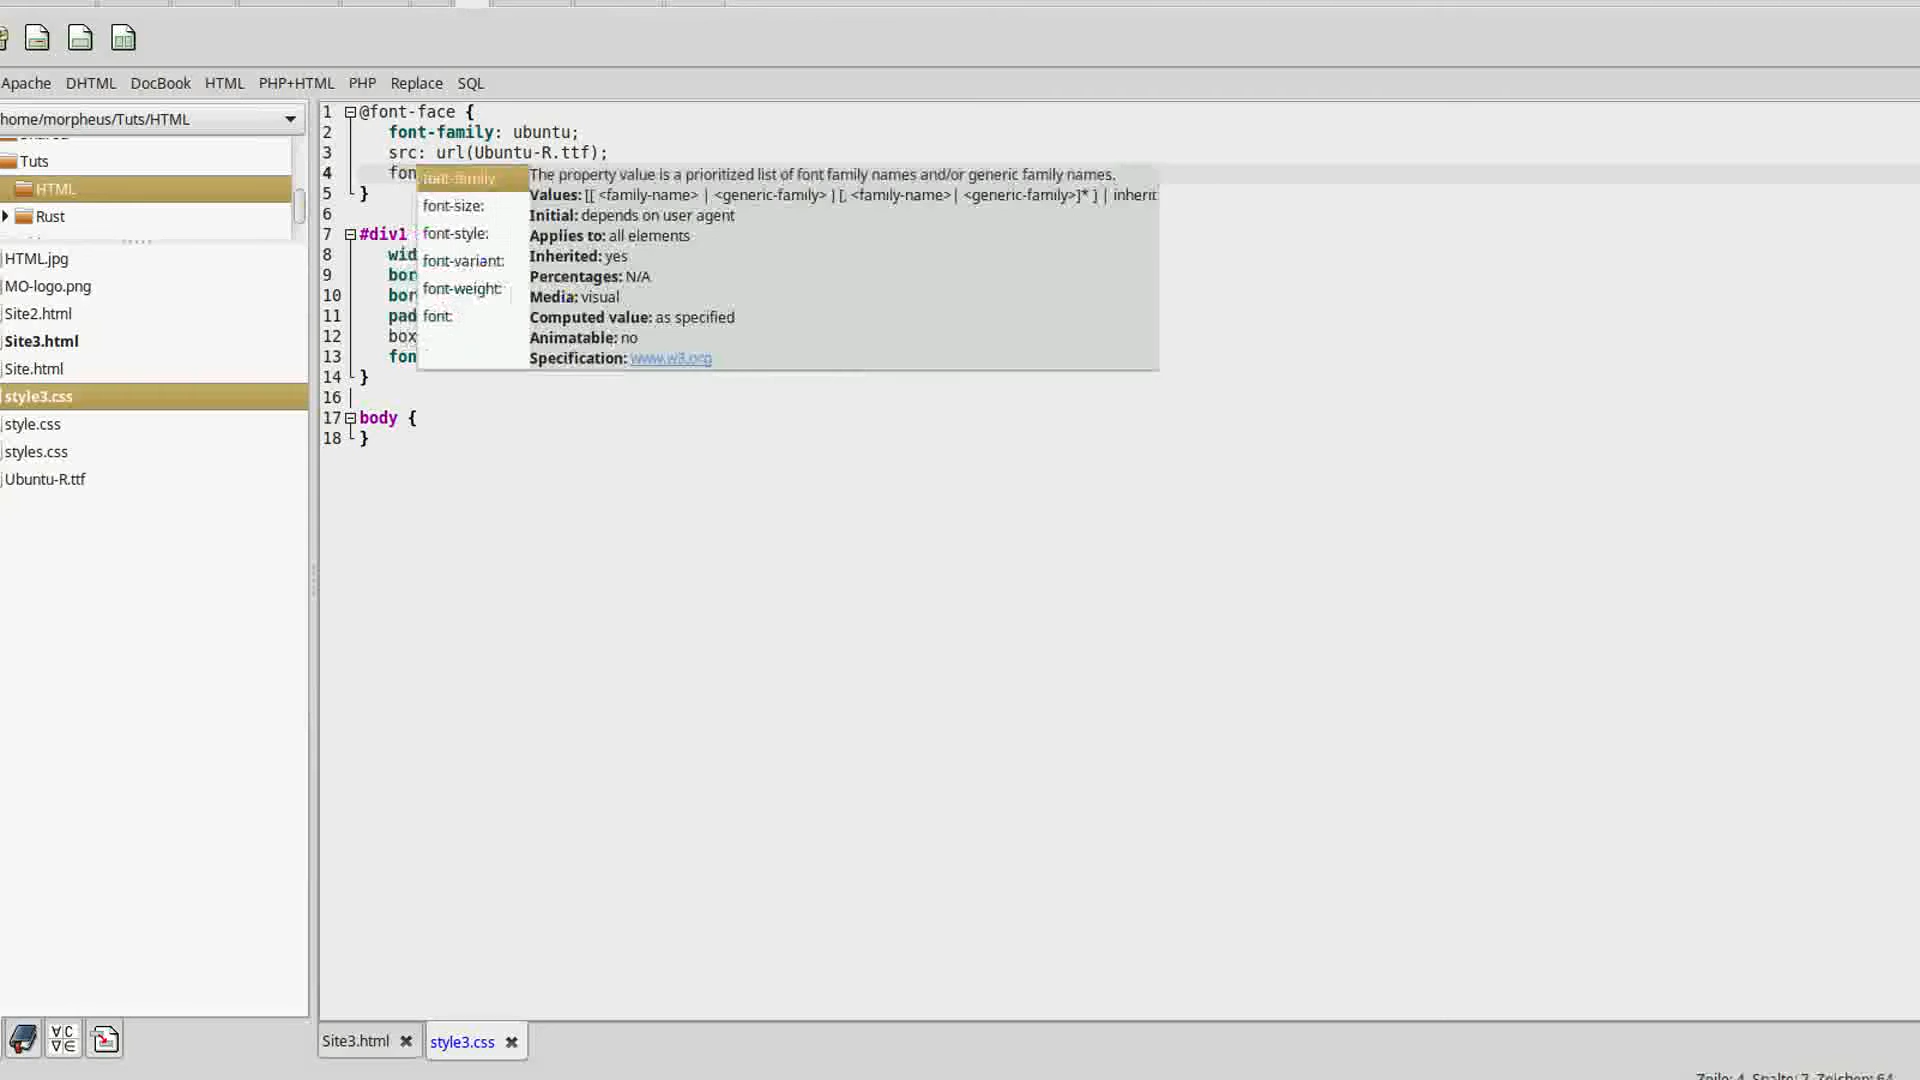 Apache DHTML DocBook HTML PHP+HTML PHP Replace SQL
home/morpheus/Tuts/HTML
Tuts
HTML
Rust
HTML.jpg
MO-logo.png
Site2.html
Site3.html
Site.html
style3.css
style.css
styles.css
Ubuntu-R.ttf
1 @font-face {
2 font-family: ubuntu;
3 src: url(Ubuntu-R.ttf);
4 fon
5 }
6
7 #div1
8 wid
9 bor
10 bor
11 pad
12 box
13 fon
14 }
16
17 body {
18 }
font-family
font-size:
font-style:
font-variant:
font-weight:
font:
The property value is a prioritized list of font family names and/or generic family names.
Values: [[ <family-name> | <generic-family> ] [, <family-name>| <generic-family>]* ] | inherit
Initial: depends on user agent
Applies to: all elements
Inherited: yes
Percentages: N/A
Media: visual
Computed value: as specified
Animatable: no
Specification: www.w3.org
Site3.html style3.css
Zeile: 4, Spalte: 7, Zeichen: 64